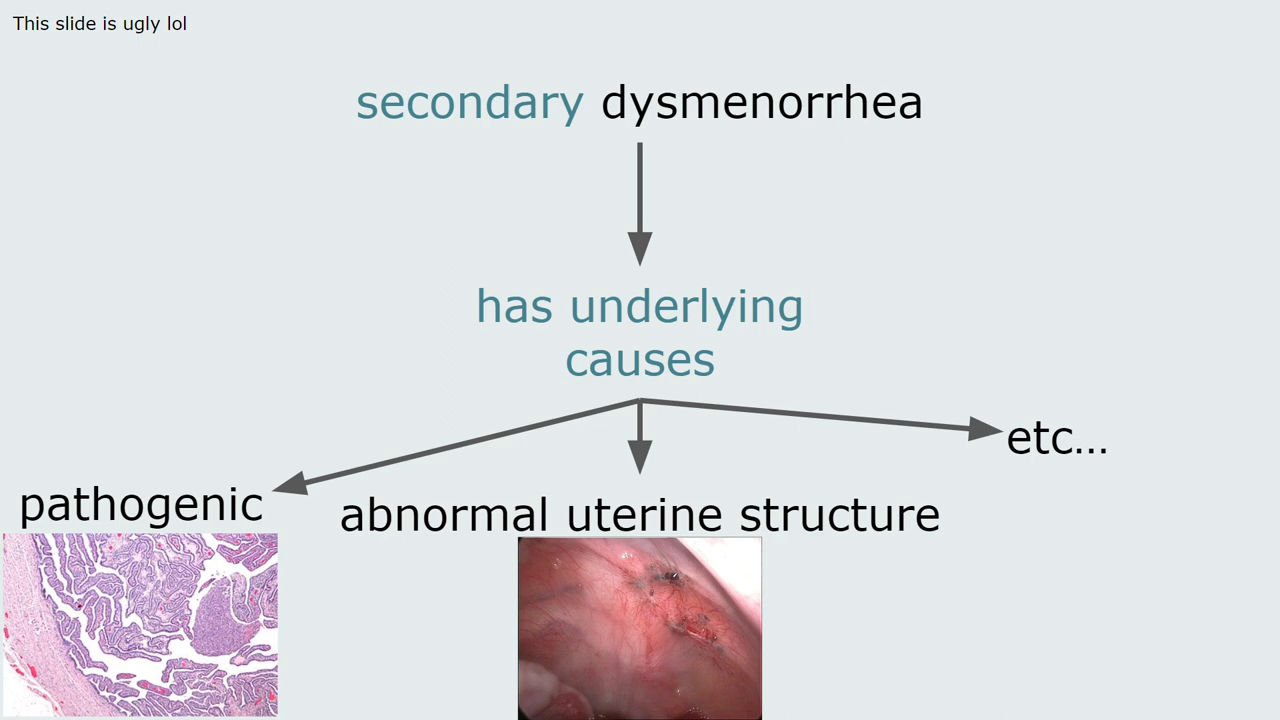 This slide is ugly lol
secondary dysmenorrhea
has underlying
causes
etc…
pathogenic
abnormal uterine structure